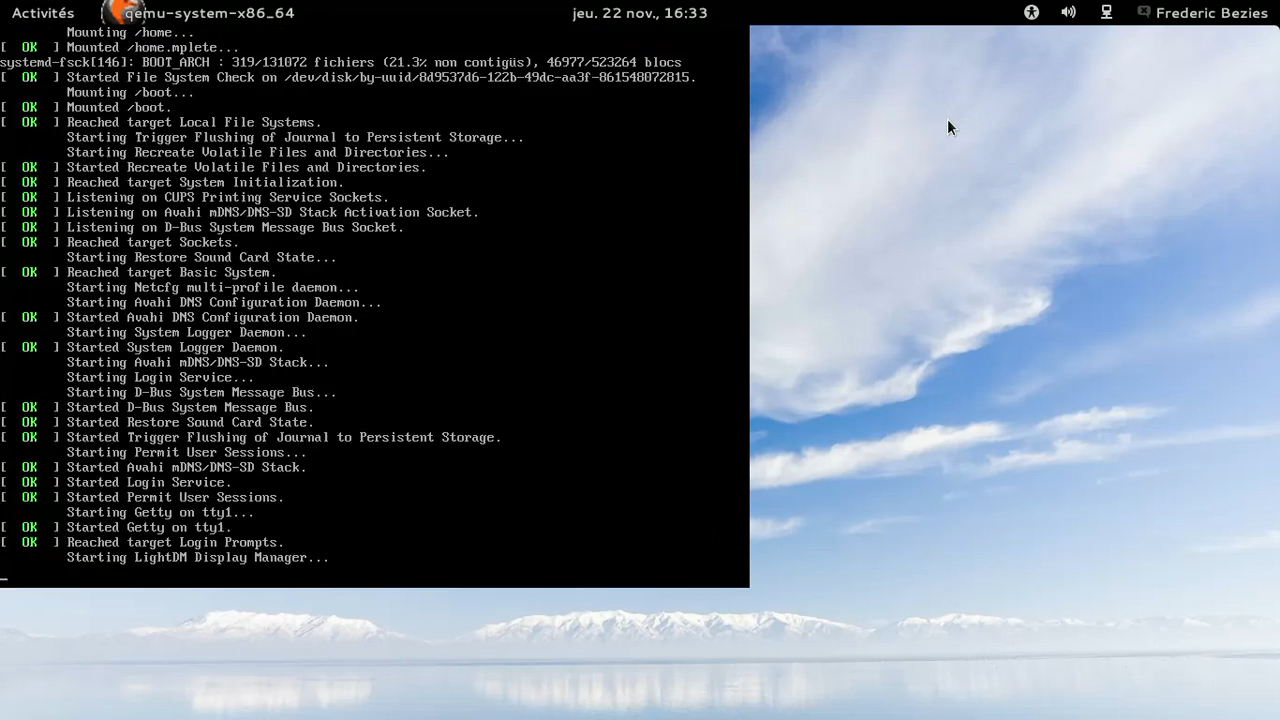 Activités qemu-system-x86_64 jeu. 22 nov., 16:33 Frederic Bezies
Mounting /home...
[ OK ] Mounted /home.mplete...
systemd-fsck[146]: BOOT_ARCH : 319/131072 fichiers (21.3% non contigüs), 46977/523264 blocs
[ OK ] Started File System Check on /dev/disk/by-uuid/8d9537d6-122b-49dc-aa3f-861548072815.
Mounting /boot...
[ OK ] Mounted /boot.
[ OK ] Reached target Local File Systems.
Starting Trigger Flushing of Journal to Persistent Storage...
Starting Recreate Volatile Files and Directories...
[ OK ] Started Recreate Volatile Files and Directories.
[ OK ] Reached target System Initialization.
[ OK ] Listening on CUPS Printing Service Sockets.
[ OK ] Listening on Avahi mDNS/DNS-SD Stack Activation Socket.
[ OK ] Listening on D-Bus System Message Bus Socket.
[ OK ] Reached target Sockets.
Starting Restore Sound Card State...
[ OK ] Reached target Basic System.
Starting Netcfg multi-profile daemon...
Starting Avahi DNS Configuration Daemon...
[ OK ] Started Avahi DNS Configuration Daemon.
Starting System Logger Daemon...
[ OK ] Started System Logger Daemon.
Starting Avahi mDNS/DNS-SD Stack...
Starting Login Service...
Starting D-Bus System Message Bus...
[ OK ] Started D-Bus System Message Bus.
[ OK ] Started Restore Sound Card State.
[ OK ] Started Trigger Flushing of Journal to Persistent Storage.
Starting Permit User Sessions...
[ OK ] Started Avahi mDNS/DNS-SD Stack.
[ OK ] Started Login Service.
[ OK ] Started Permit User Sessions.
Starting Getty on tty1...
[ OK ] Started Getty on tty1.
[ OK ] Reached target Login Prompts.
Starting LightDM Display Manager...